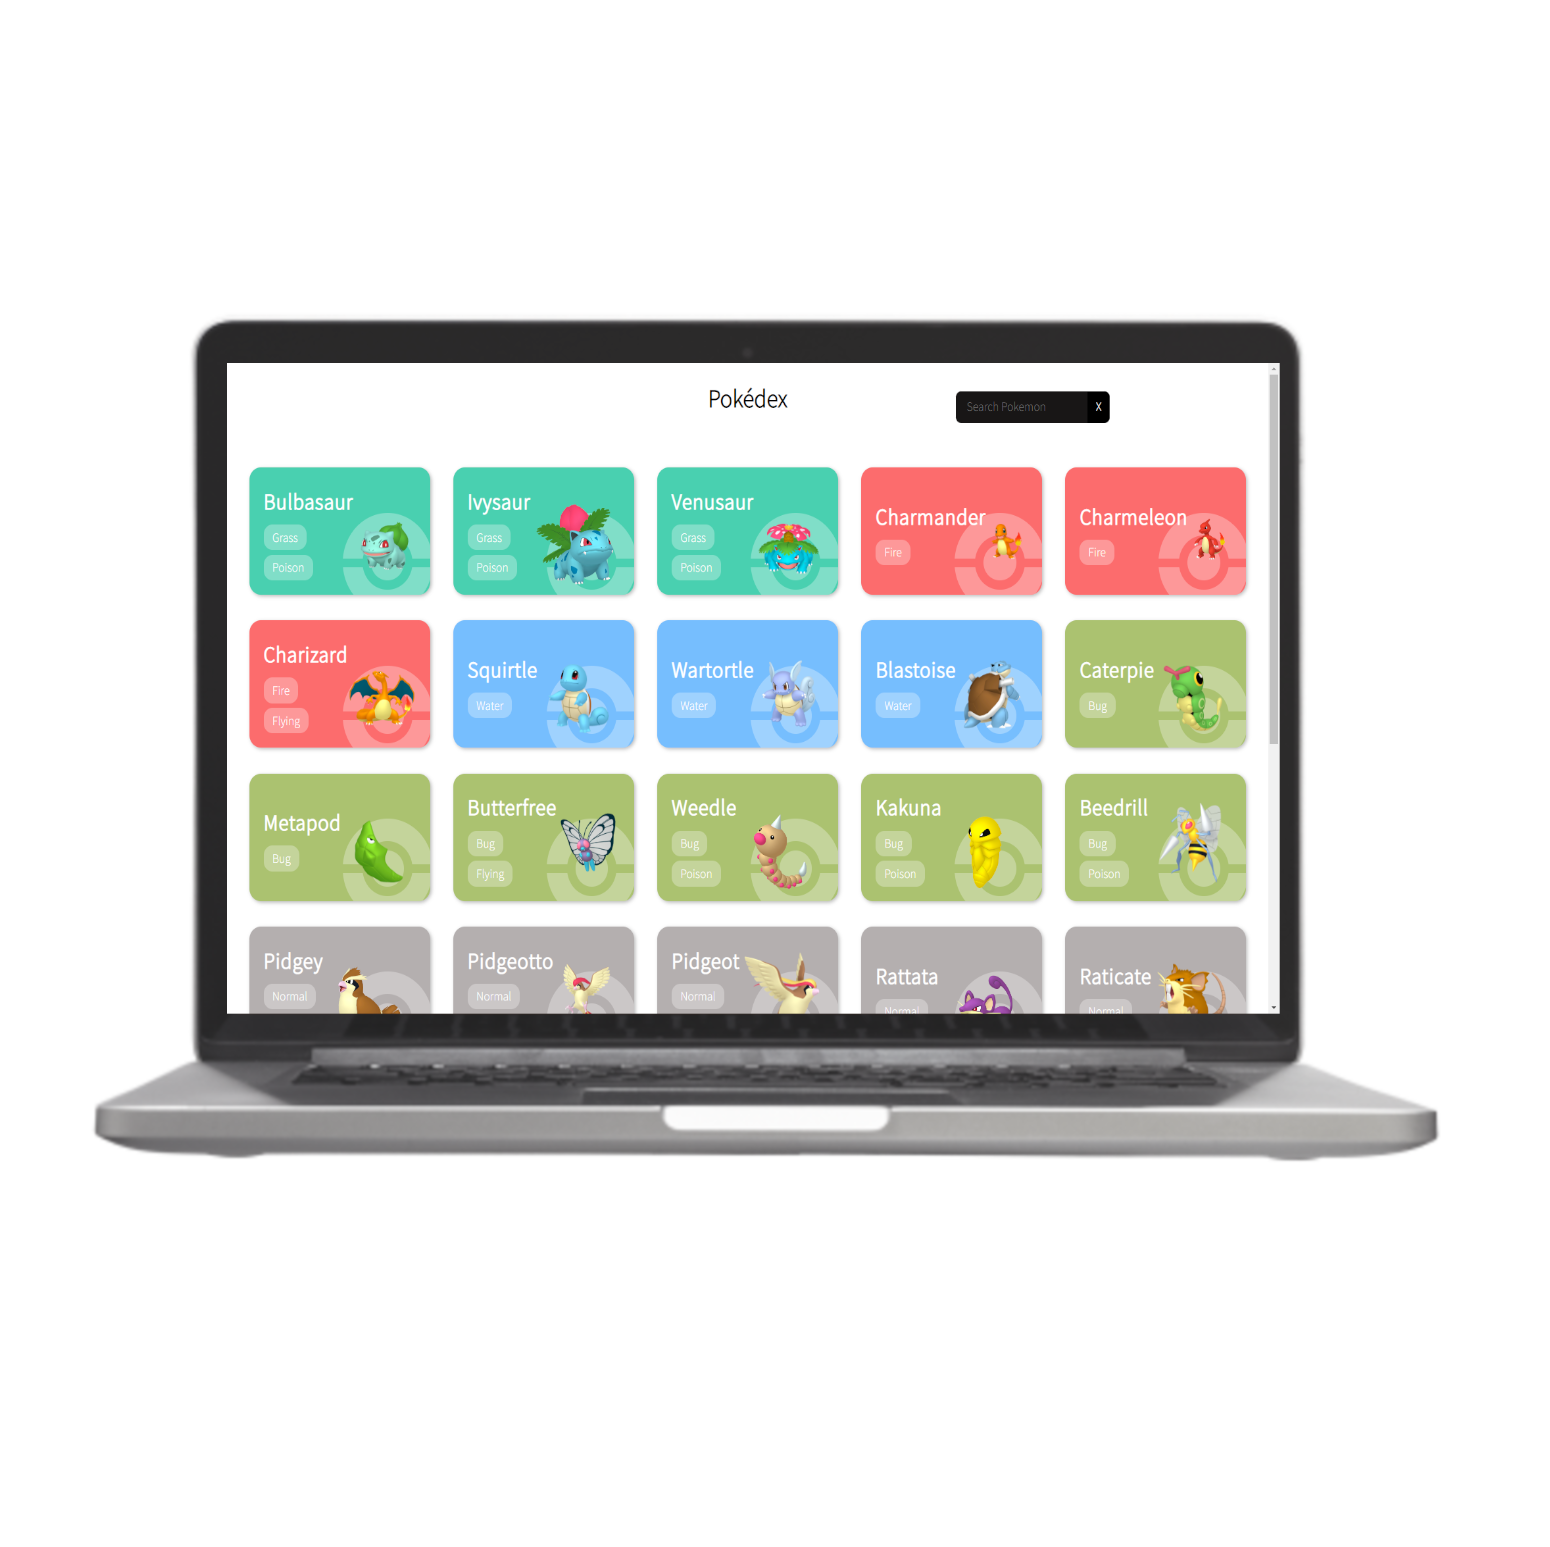 Pokédex
Search Pokemon X
Bulbasaur
Grass
Poison
Ivysaur
Grass
Poison
Venusaur
Grass
Poison
Charmander
Fire
Charmeleon
Fire
Charizard
Fire
Flying
Squirtle
Water
Wartortle
Water
Blastoise
Water
Caterpie
Bug
Metapod
Bug
Butterfree
Bug
Flying
Weedle
Bug
Poison
Kakuna
Bug
Poison
Beedrill
Bug
Poison
Pidgey
Normal
Pidgeotto
Normal
Pidgeot
Normal
Rattata
Normal
Raticate
Normal